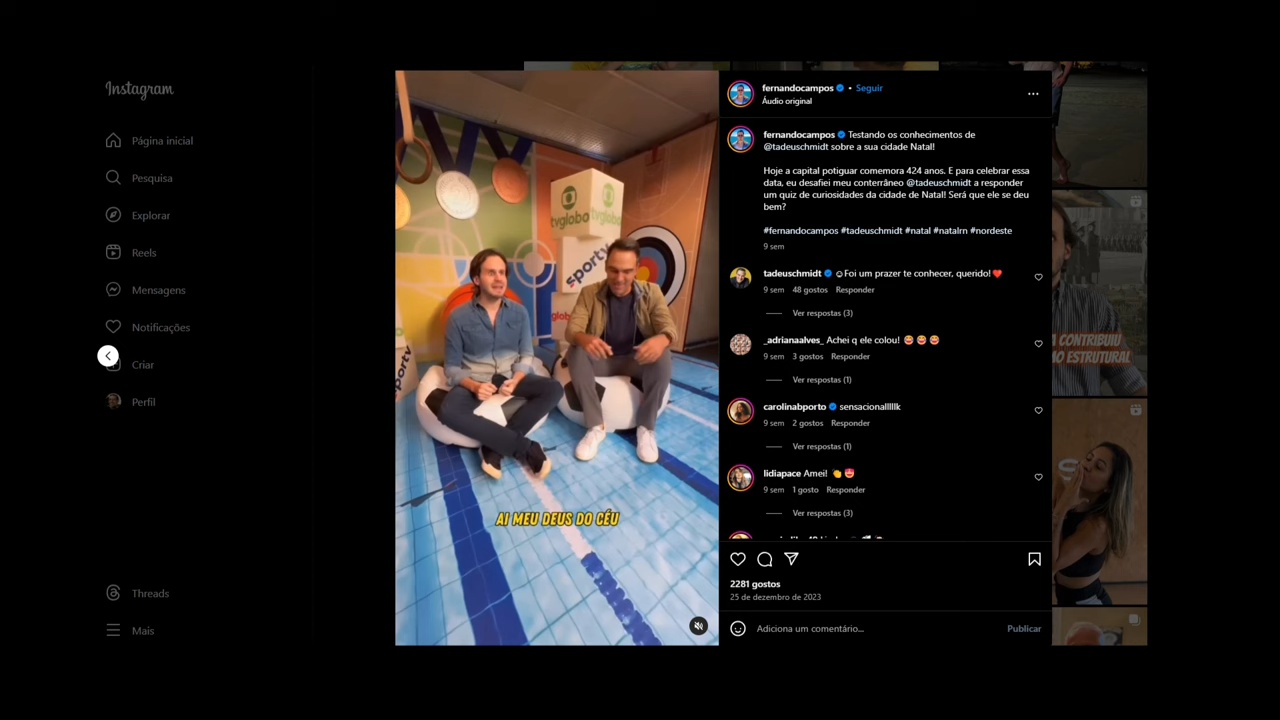 Instagram
Página inicial
Pesquisa
Explorar
Reels
Mensagens
Notificações
Criar
Perfil
Threads
Mais
tvglobo
tvglobo
sportv
globo
sportv
AI MEU DEUS DO CÉU
fernandocampos • Seguir
Áudio original
fernandocampos Testando os conhecimentos de
@tadeuschmidt sobre a sua cidade Natal!
Hoje a capital potiguar comemora 424 anos. E para celebrar essa
data, eu desafiei meu conterrâneo @tadeuschmidt a responder
um quiz de curiosidades da cidade de Natal! Será que ele se deu
bem?
#fernandocampos #tadeuschmidt #natal #natalrn #nordeste
9 sem
tadeuschmidt ☺Foi um prazer te conhecer, querido!❤️
9 sem 48 gostos Responder
Ver respostas (3)
_adrianaalves_ Achei q ele colou! 🤩🤩🤩
9 sem 3 gostos Responder
Ver respostas (1)
carolinabporto sensacionalllllk
9 sem 2 gostos Responder
Ver respostas (1)
lidiapace Amei! 👏😍
9 sem 1 gosto Responder
Ver respostas (3)
2281 gostos
25 de dezembro de 2023
Adiciona um comentário...
Publicar
CONTRIBUIU
MO ESTRUTURAL